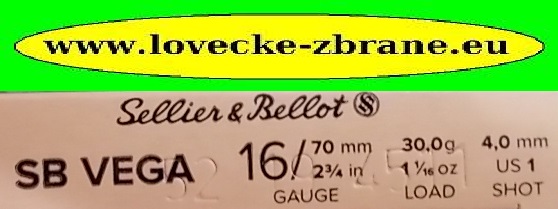 www.lovecke-zbrane.eu
Sellier & Bellot
SB VEGA 16/70 mm 30,0g 4,0 mm
2¾ in 1 1/16 oz US 1
GAUGE LOAD SHOT